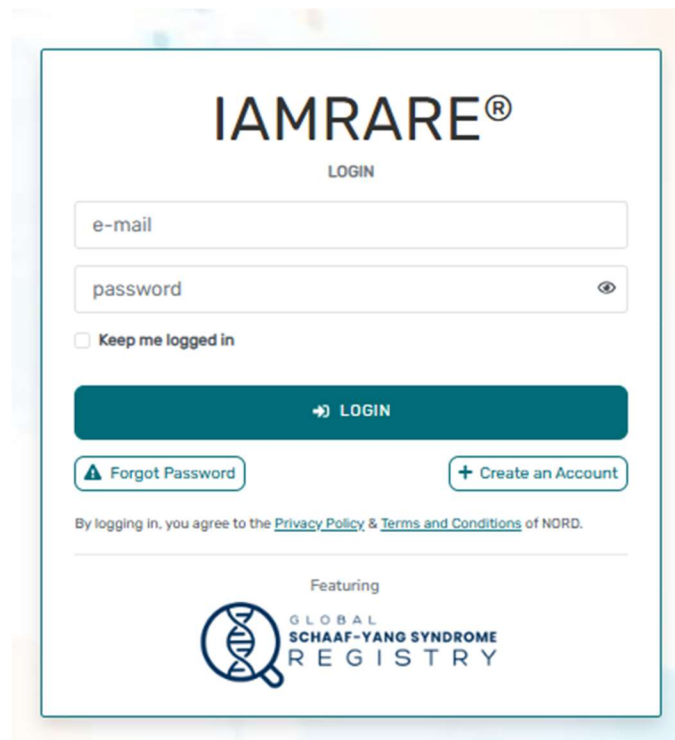 IAMRARE®
LOGIN
e-mail
password
Keep me logged in
LOGIN
Forgot Password
+ Create an Account
By logging in, you agree to the Privacy Policy & Terms and Conditions of NORD.
Featuring
GLOBAL
SCHAAF-YANG SYNDROME
REGISTRY